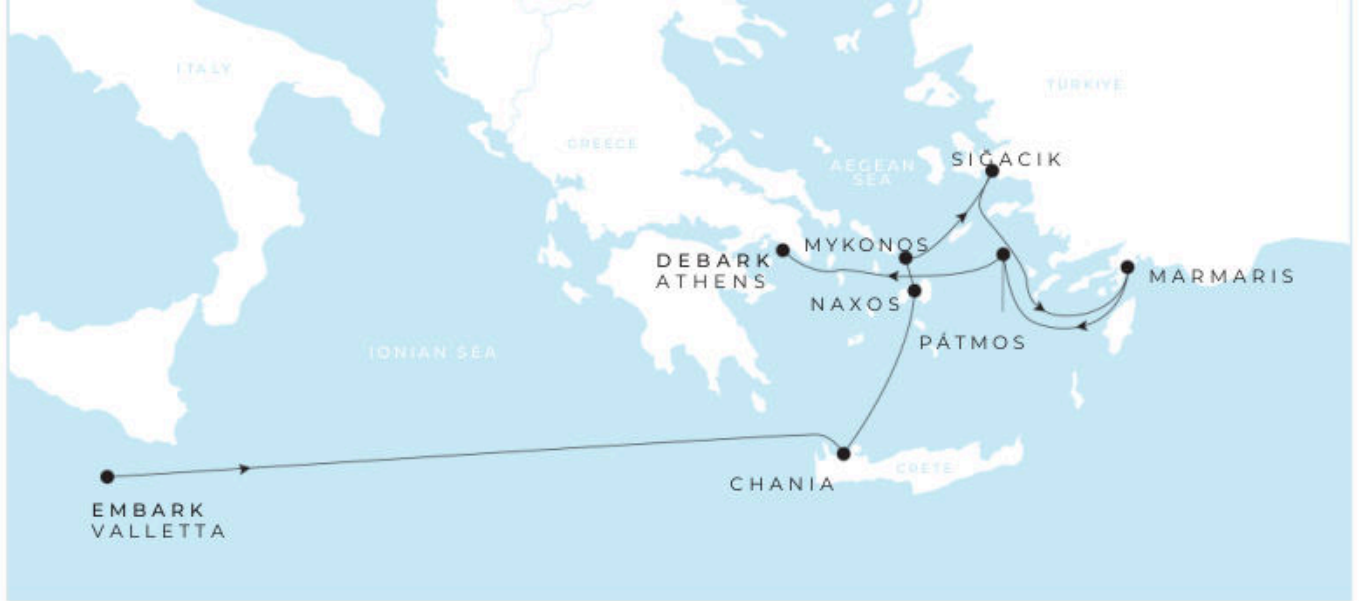 ITALY
TÜRKIYE
GREECE
SIĞACIK
AEGEAN
SEA
MYKONOS
DEBARK
ATHENS
MARMARIS
NAXOS
PÁTMOS
IONIAN SEA
CRETE
CHANIA
EMBARK
VALLETTA